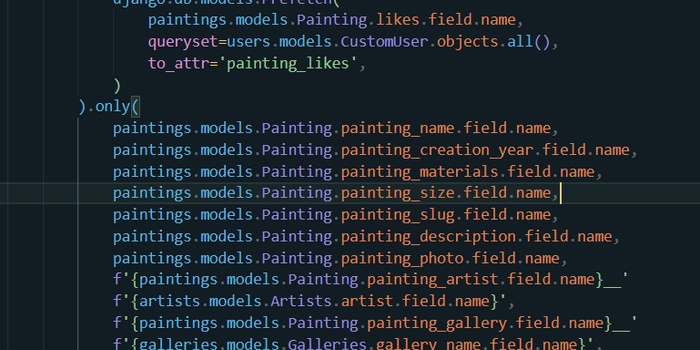 django.db.models.Prefetch(
paintings.models.Painting.likes.field.name,
queryset=users.models.CustomUser.objects.all(),
to_attr='painting_likes',
)
).only(
paintings.models.Painting.painting_name.field.name,
paintings.models.Painting.painting_creation_year.field.name,
paintings.models.Painting.painting_materials.field.name,
paintings.models.Painting.painting_size.field.name,
paintings.models.Painting.painting_slug.field.name,
paintings.models.Painting.painting_description.field.name,
paintings.models.Painting.painting_photo.field.name,
f'{paintings.models.Painting.painting_artist.field.name}__'
f'{artists.models.Artists.artist.field.name}',
f'{paintings.models.Painting.painting_gallery.field.name}__'
f'{galleries.models.Galleries.gallery_name.field.name}',